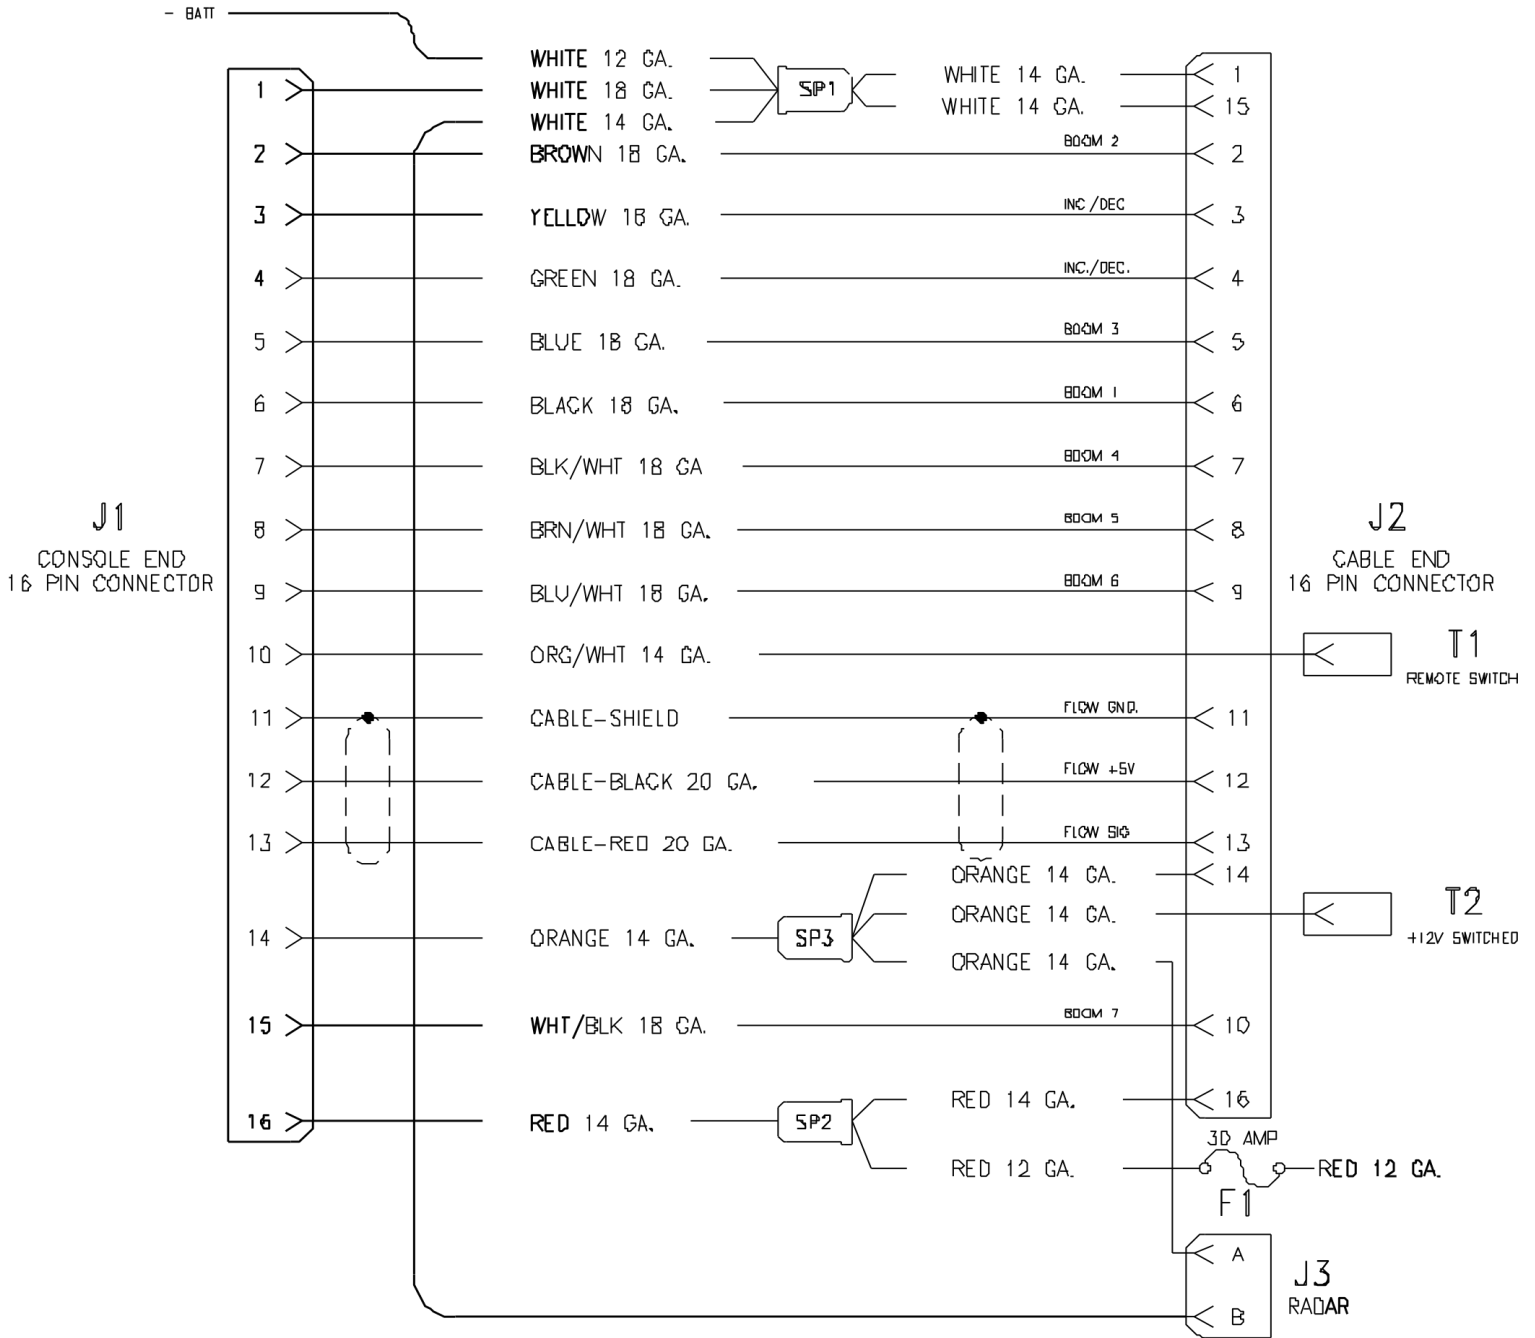 - BATT
WHITE 12 GA.
1 WHITE 18 GA. SP1 WHITE 14 GA. 1
WHITE 14 GA. WHITE 14 GA. 15
2 BROWN 18 GA. BOOM 2 2
3 YELLOW 18 GA. INC/DEC 3
4 GREEN 18 GA. INC./DEC. 4
5 BLUE 18 GA. BOOM 3 5
6 BLACK 18 GA. BOOM 1 6
7 BLK/WHT 18 GA BOOM 4 7
J1
CONSOLE END
16 PIN CONNECTOR
8 BRN/WHT 18 GA. BOOM 5 8
J2
CABLE END
16 PIN CONNECTOR
9 BLU/WHT 18 GA. BOOM 6 9
10 ORG/WHT 14 GA. T1
REMOTE SWITCH
11 CABLE-SHIELD FLOW GND. 11
12 CABLE-BLACK 20 GA. FLOW +5V 12
13 CABLE-RED 20 GA. FLOW SIG 13
ORANGE 14 GA. 14
ORANGE 14 GA. T2
14 ORANGE 14 GA. SP3 +12V SWITCHED
ORANGE 14 GA.
15 WHT/BLK 18 GA. BOOM 7 10
RED 14 GA. 16
16 RED 14 GA. SP2
30 AMP
RED 12 GA. RED 12 GA.
F1
A
J3
RADAR
B